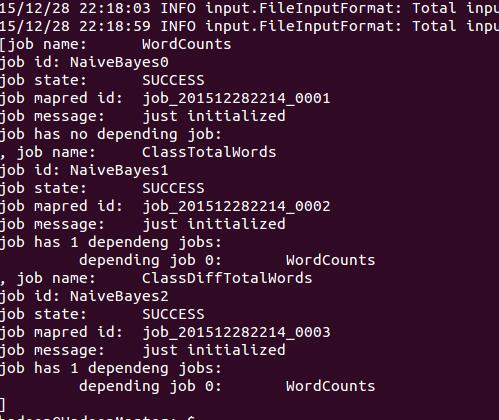 15/12/28 22:18:03 INFO input.FileInputFormat: Total inpu
15/12/28 22:18:59 INFO input.FileInputFormat: Total inpu
[job name:      WordCounts
job id: NaiveBayes0
job state:      SUCCESS
job mapred id:  job_201512282214_0001
job message:    just initialized
job has no depending job:
, job name:     ClassTotalWords
job id: NaiveBayes1
job state:      SUCCESS
job mapred id:  job_201512282214_0002
job message:    just initialized
job has 1 dependeng jobs:
         depending job 0:       WordCounts
, job name:     ClassDiffTotalWords
job id: NaiveBayes2
job state:      SUCCESS
job mapred id:  job_201512282214_0003
job message:    just initialized
job has 1 dependeng jobs:
         depending job 0:       WordCounts
]